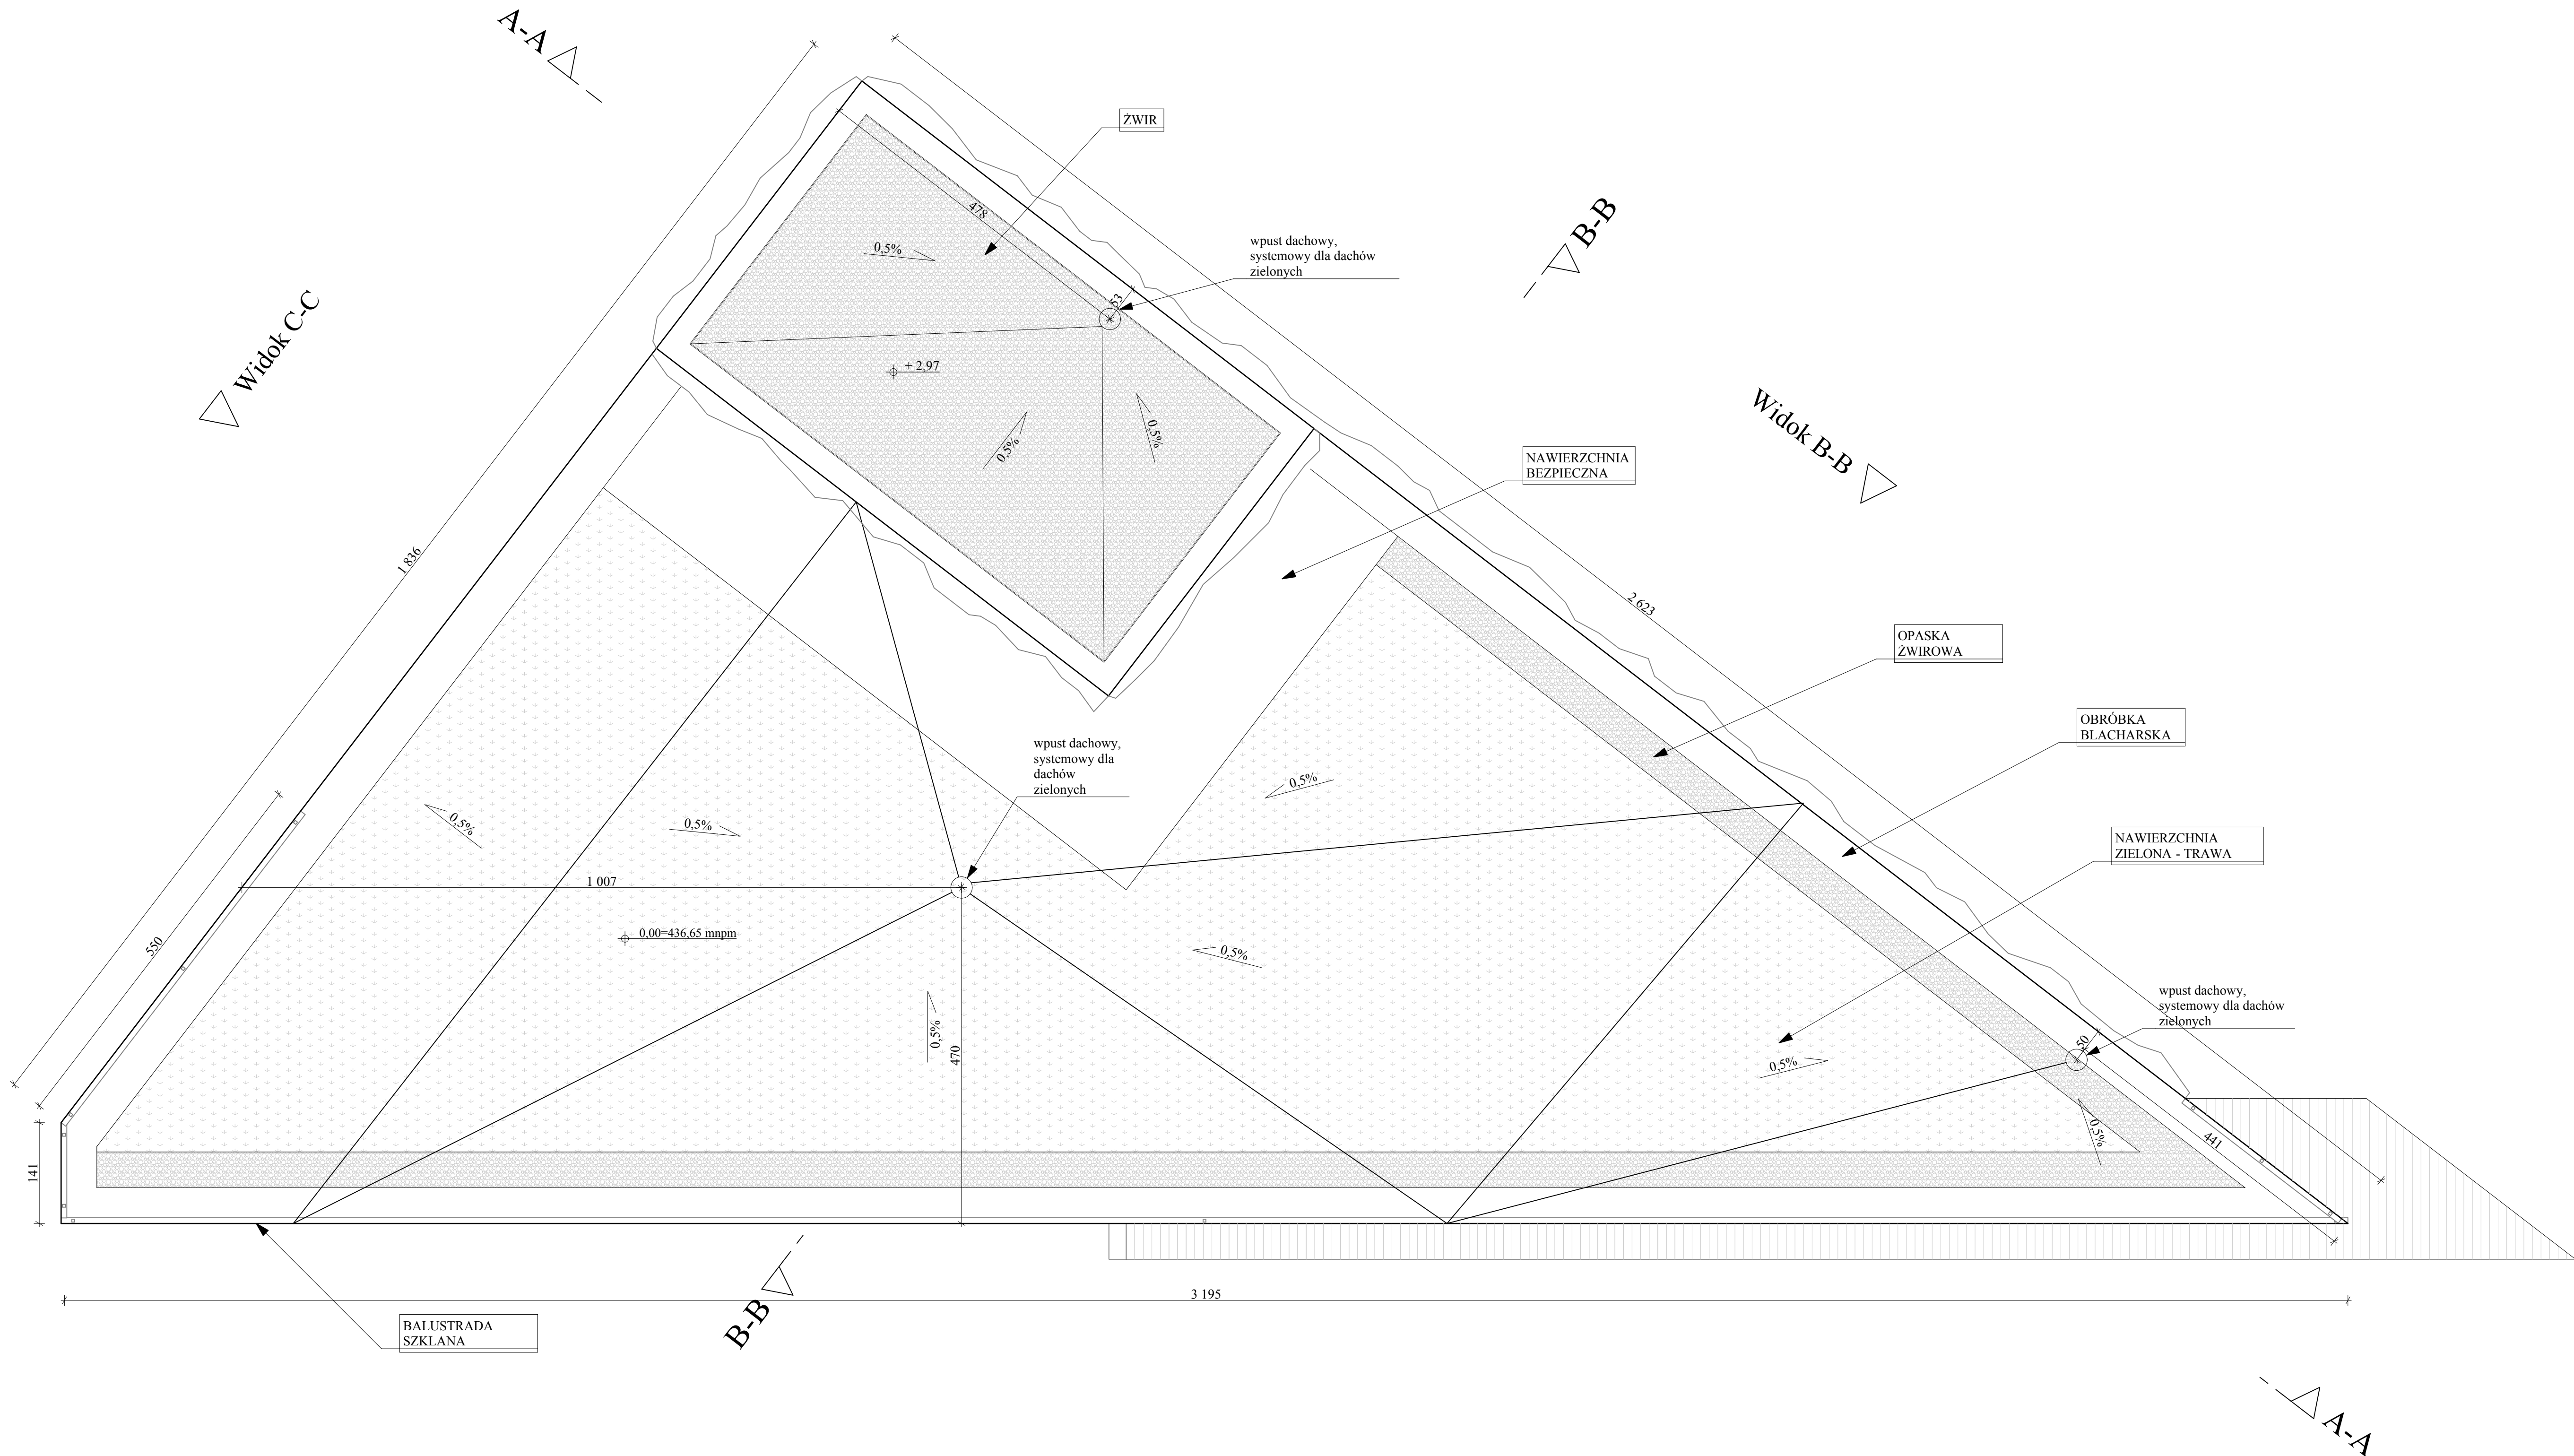 A-A
ŻWIR
478
0,5%
wpust dachowy,
systemowy dla dachów
zielonych
53
B-B
Widok C-C
+ 2,97
0,5%
0,5%
Widok B-B
NAWIERZCHNIA
BEZPIECZNA
1 836
2 623
OPASKA
ŻWIROWA
OBRÓBKA
BLACHARSKA
wpust dachowy,
systemowy dla
dachów
zielonych
0,5%
0,5%
0,5%
NAWIERZCHNIA
ZIELONA - TRAWA
1 007
0,00=436,65 mnpm
550
0,5%
0,5%
470
wpust dachowy,
systemowy dla dachów
zielonych
50
0,5%
0,5%
441
141
3 195
BALUSTRADA
SZKLANA
B-B
A-A